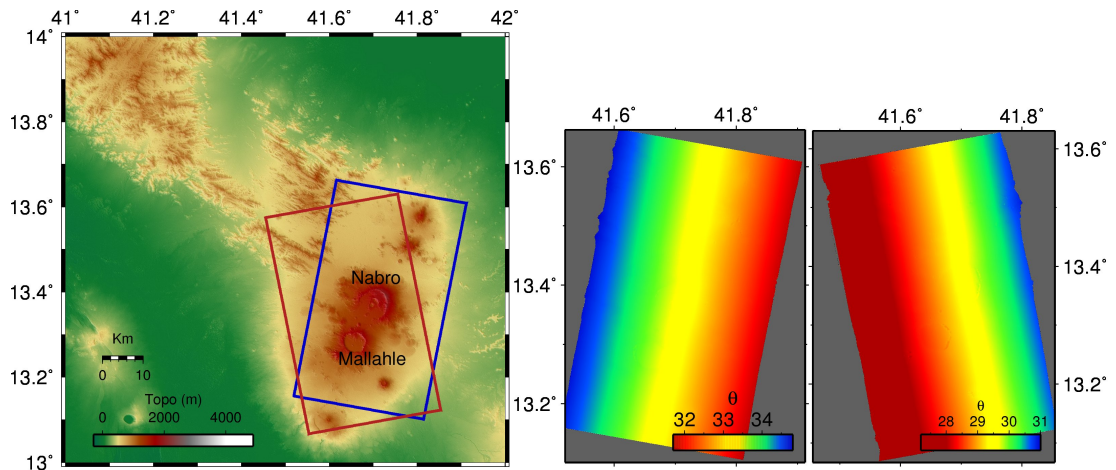 41˚ 41.2˚ 41.4˚ 41.6˚ 41.8˚ 42˚
14˚
13.8˚
13.6˚
13.4˚
13.2˚
13˚
Nabro
Mallahle
Km
0 10
Topo (m)
0 2000 4000
41.6˚ 41.8˚
13.6˚
13.4˚
13.2˚
θ
32 33 34
41.6˚ 41.8˚
13.6˚
13.4˚
13.2˚
θ
28 29 30 31